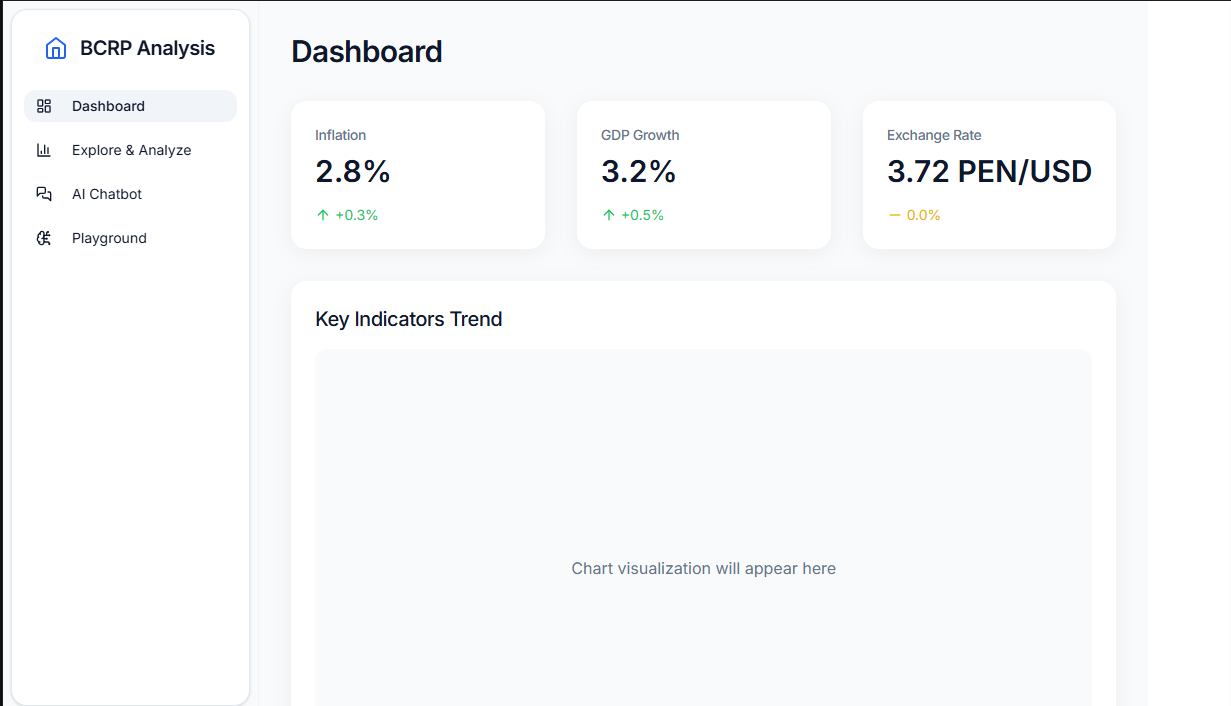 BCRP Analysis
Dashboard
Explore & Analyze
AI Chatbot
Playground
Dashboard
Inflation
2.8%
+0.3%
GDP Growth
3.2%
+0.5%
Exchange Rate
3.72 PEN/USD
0.0%
Key Indicators Trend
Chart visualization will appear here